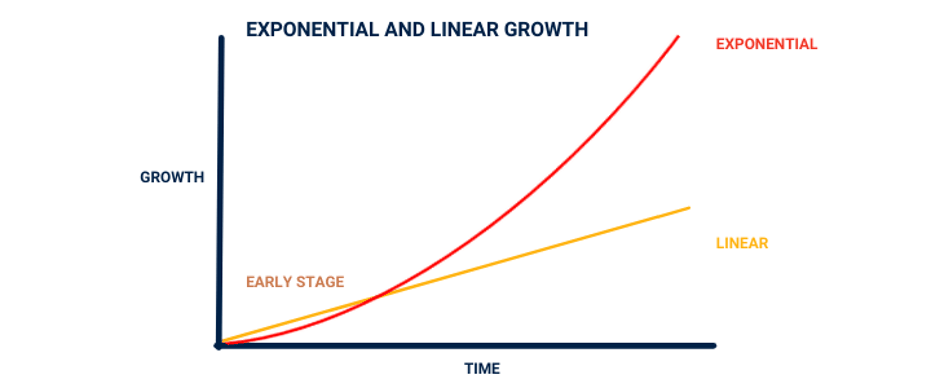 EXPONENTIAL AND LINEAR GROWTH
EXPONENTIAL
GROWTH
LINEAR
EARLY STAGE
TIME